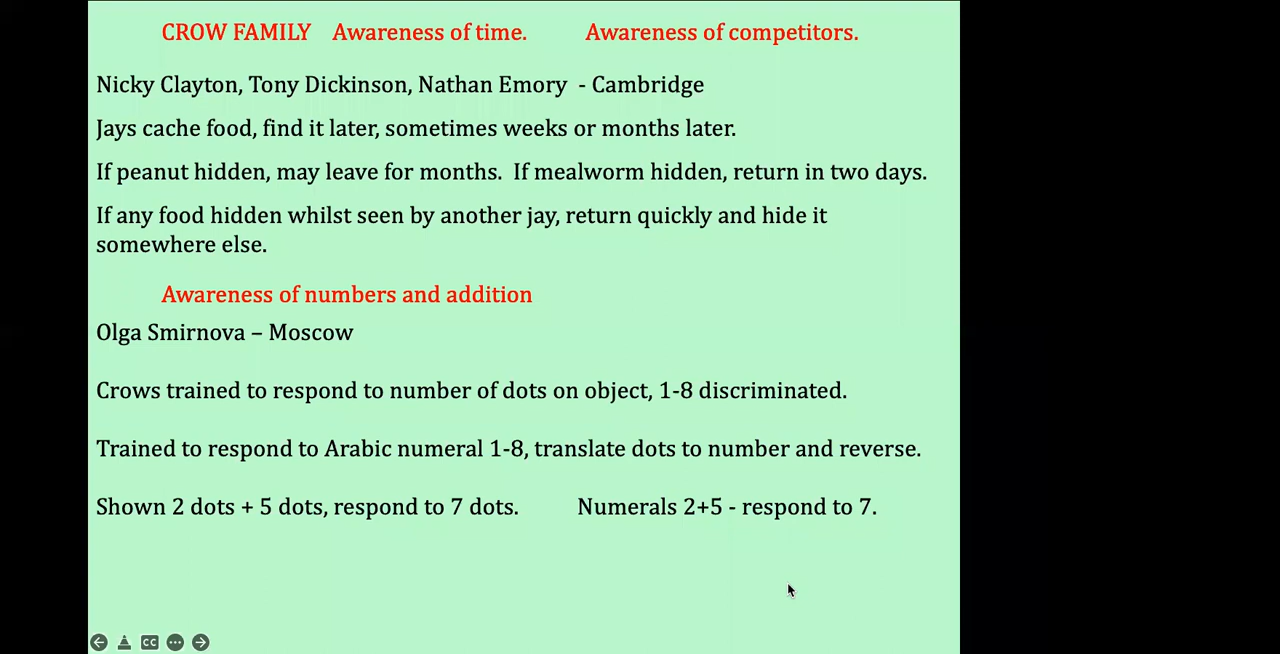 CROW FAMILY Awareness of time. Awareness of competitors.
Nicky Clayton, Tony Dickinson, Nathan Emory - Cambridge
Jays cache food, find it later, sometimes weeks or months later.
If peanut hidden, may leave for months. If mealworm hidden, return in two days.
If any food hidden whilst seen by another jay, return quickly and hide it
somewhere else.
Awareness of numbers and addition
Olga Smirnova – Moscow
Crows trained to respond to number of dots on object, 1-8 discriminated.
Trained to respond to Arabic numeral 1-8, translate dots to number and reverse.
Shown 2 dots + 5 dots, respond to 7 dots. Numerals 2+5 - respond to 7.
CC